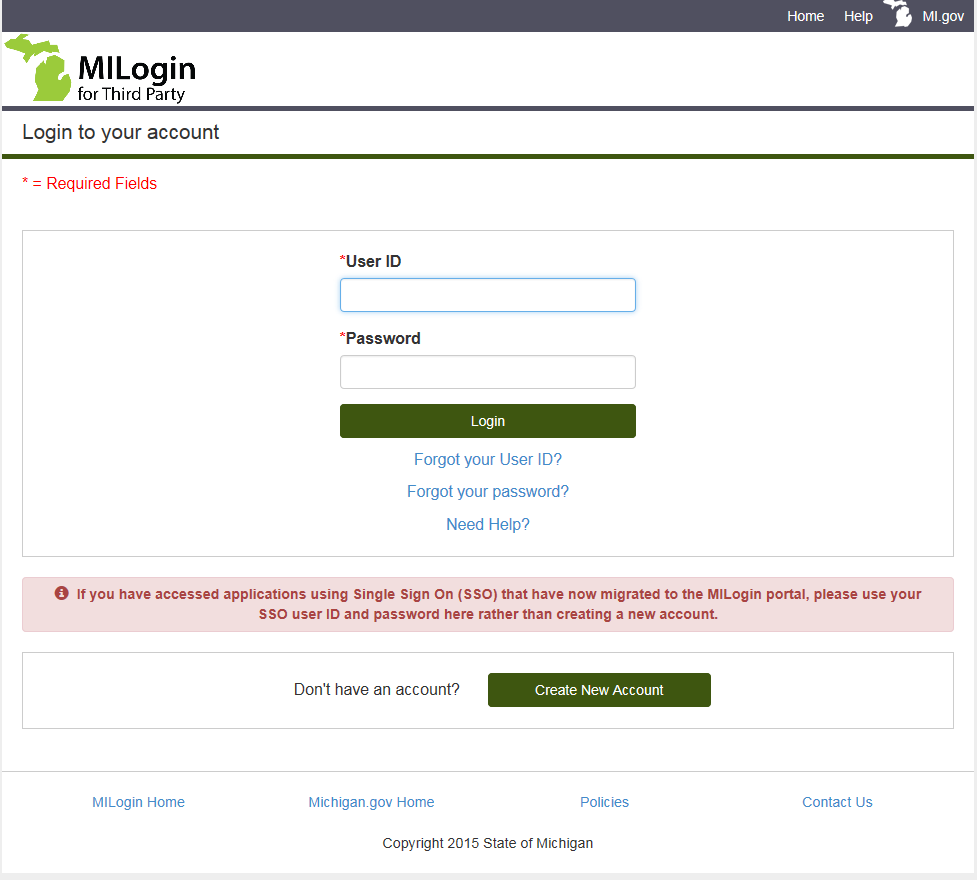 Home Help MI.gov
MILogin
for Third Party
Login to your account
* = Required Fields
*User ID
*Password
Login
Forgot your User ID?
Forgot your password?
Need Help?
If you have accessed applications using Single Sign On (SSO) that have now migrated to the MILogin portal, please use your
SSO user ID and password here rather than creating a new account.
Don't have an account? Create New Account
MILogin Home Michigan.gov Home Policies Contact Us
Copyright 2015 State of Michigan